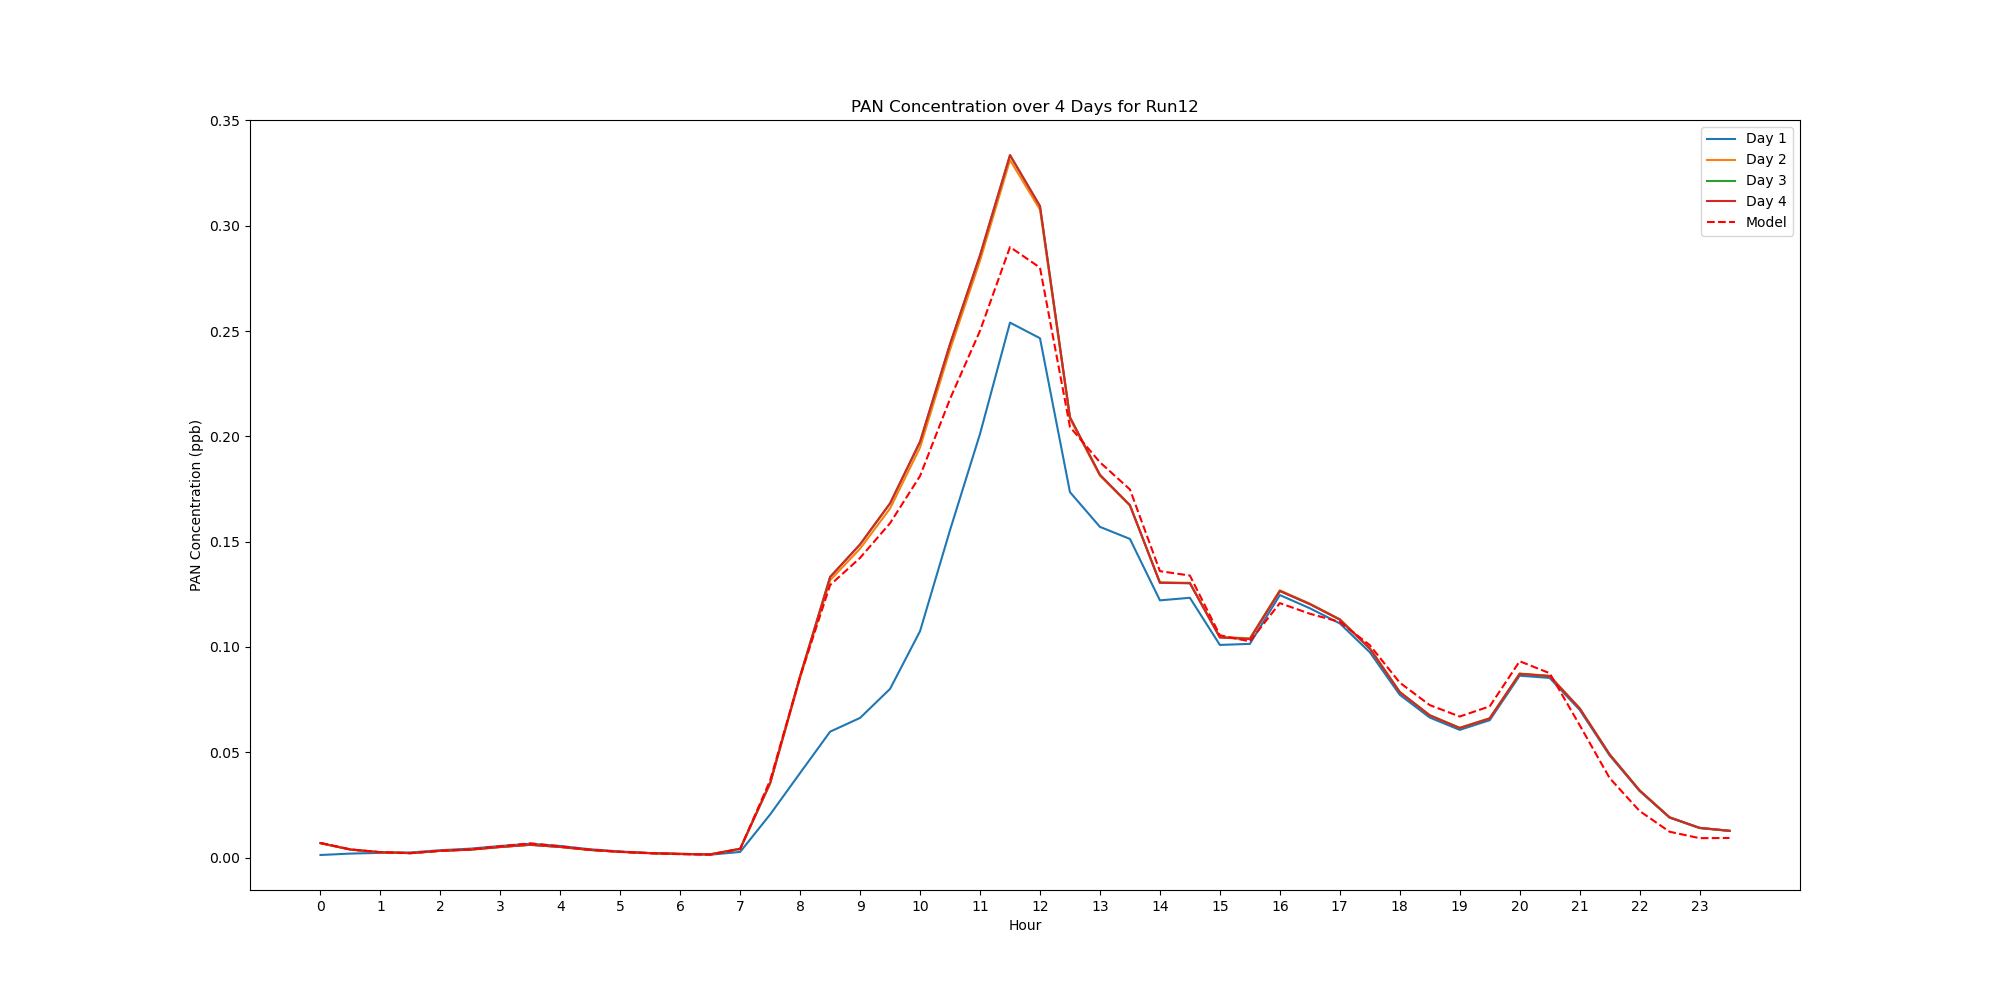 PAN Concentration over 4 Days for Run12
0.35
0.30
0.25
0.20
0.15
0.10
0.05
0.00
PAN Concentration (ppb)
Day 1
Day 2
Day 3
Day 4
Model
0 1 2 3 4 5 6 7 8 9 10 11 12 13 14 15 16 17 18 19 20 21 22 23
Hour